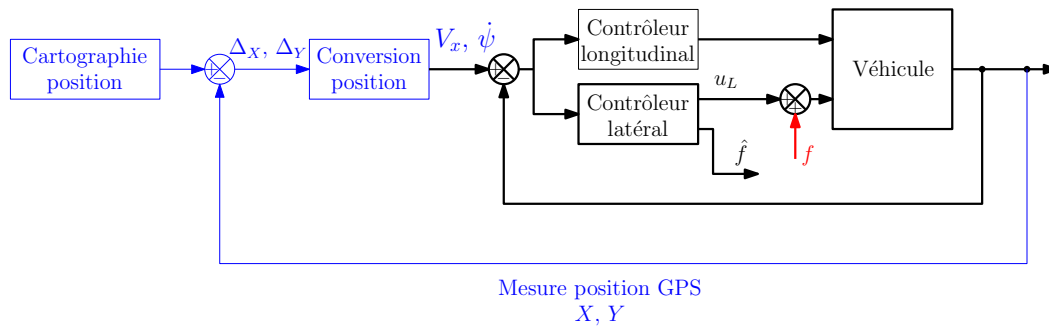 Cartographie
position
Δ_X, Δ_Y
Conversion
position
V_x, ψ̇
Contrôleur
longitudinal
Contrôleur
latéral
u_L
f̂
f
Véhicule
Mesure position GPS
X, Y